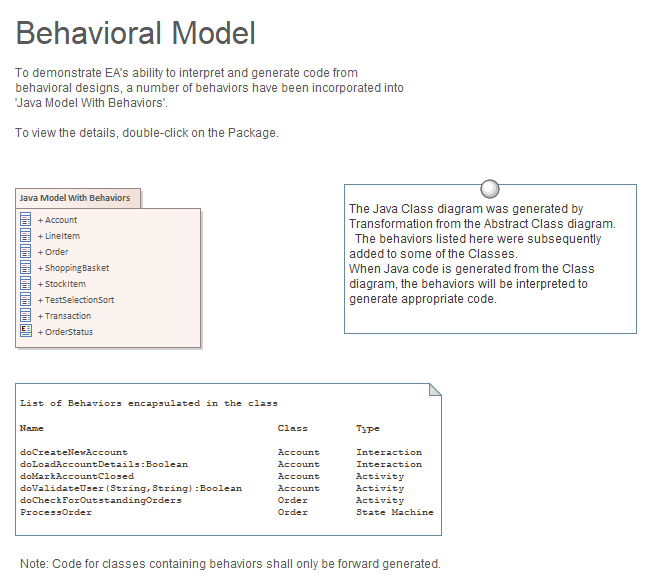 Behavioral Model
To demonstrate EA's ability to interpret and generate code from
behavioral designs, a number of behaviors have been incorporated into
'Java Model With Behaviors'.
To view the details, double-click on the Package.
Java Model With Behaviors
+ Account
+ LineItem
+ Order
+ ShoppingBasket
+ StockItem
+ TestSelectionSort
+ Transaction
E + OrderStatus
The Java Class diagram was generated by
Transformation from the Abstract Class diagram.
The behaviors listed here were subsequently
added to some of the Classes.
When Java code is generated from the Class
diagram, the behaviors will be interpreted to
generate appropriate code.
List of Behaviors encapsulated in the class
Name Class Type
doCreateNewAccount Account Interaction
doLoadAccountDetails:Boolean Account Interaction
doMarkAccountClosed Account Activity
doValidateUser(String,String):Boolean Account Activity
doCheckForOutstandingOrders Order Activity
ProcessOrder Order State Machine
Note: Code for classes containing behaviors shall only be forward generated.